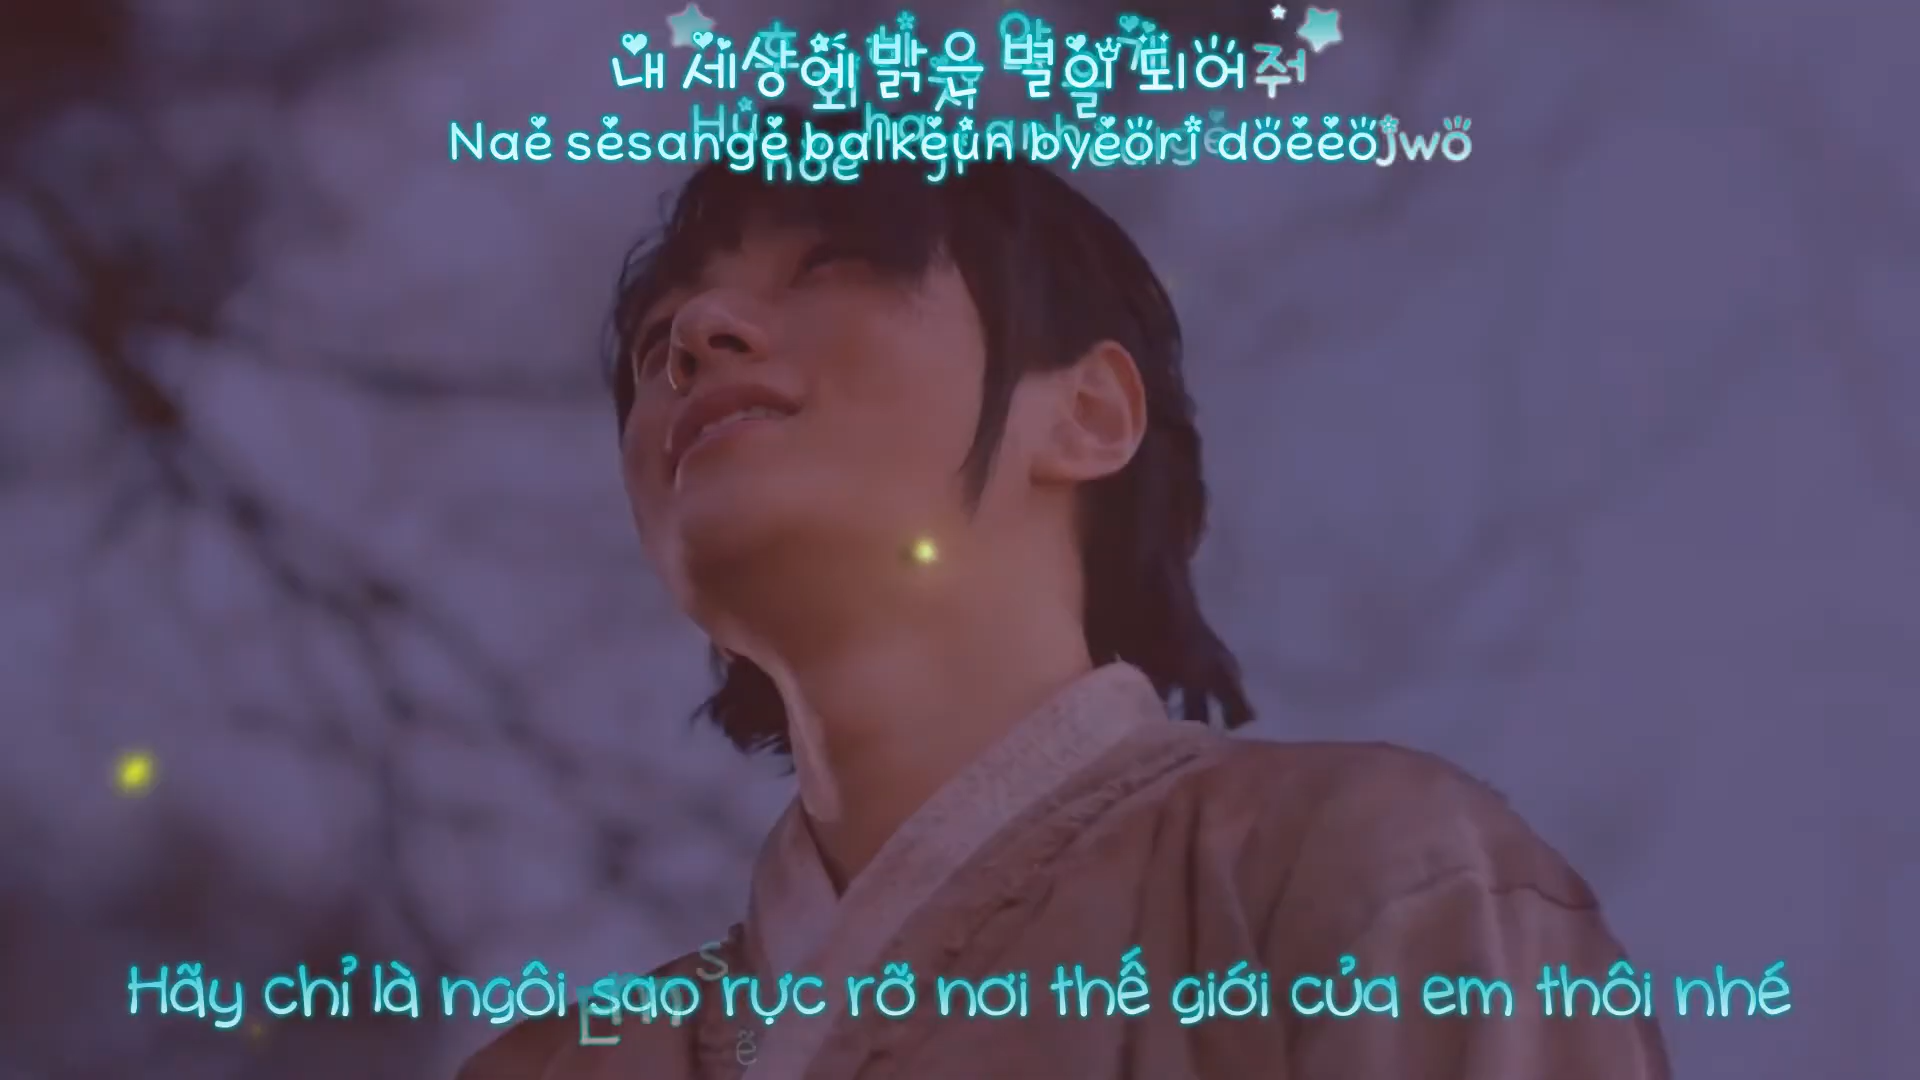 내 세상에 밝은 별이 되어줘
Nae sesange balkeun byeori doeeojwo
Hãy chỉ là ngôi sao rực rỡ nơi thế giới của em thôi nhé